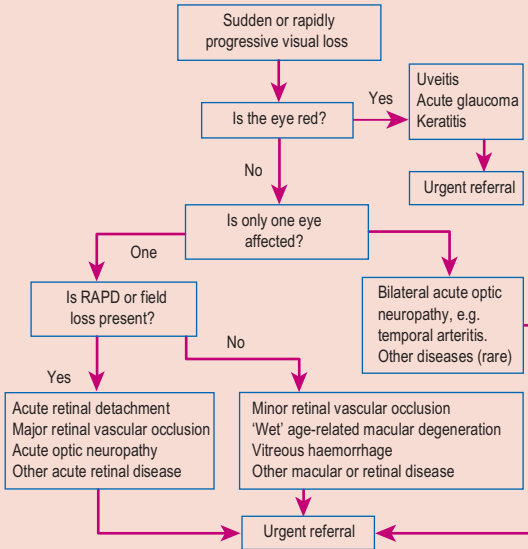 Sudden or rapidly
progressive visual loss
Is the eye red?
Yes
Uveitis
Acute glaucoma
Keratitis
Urgent referral
No
Is only one eye
affected?
One
Is RAPD or field
loss present?
Bilateral acute optic
neuropathy, e.g.
temporal arteritis.
Other diseases (rare)
No
Yes
Acute retinal detachment
Major retinal vascular occlusion
Acute optic neuropathy
Other acute retinal disease
Minor retinal vascular occlusion
‘Wet’ age-related macular degeneration
Vitreous haemorrhage
Other macular or retinal disease
Urgent referral